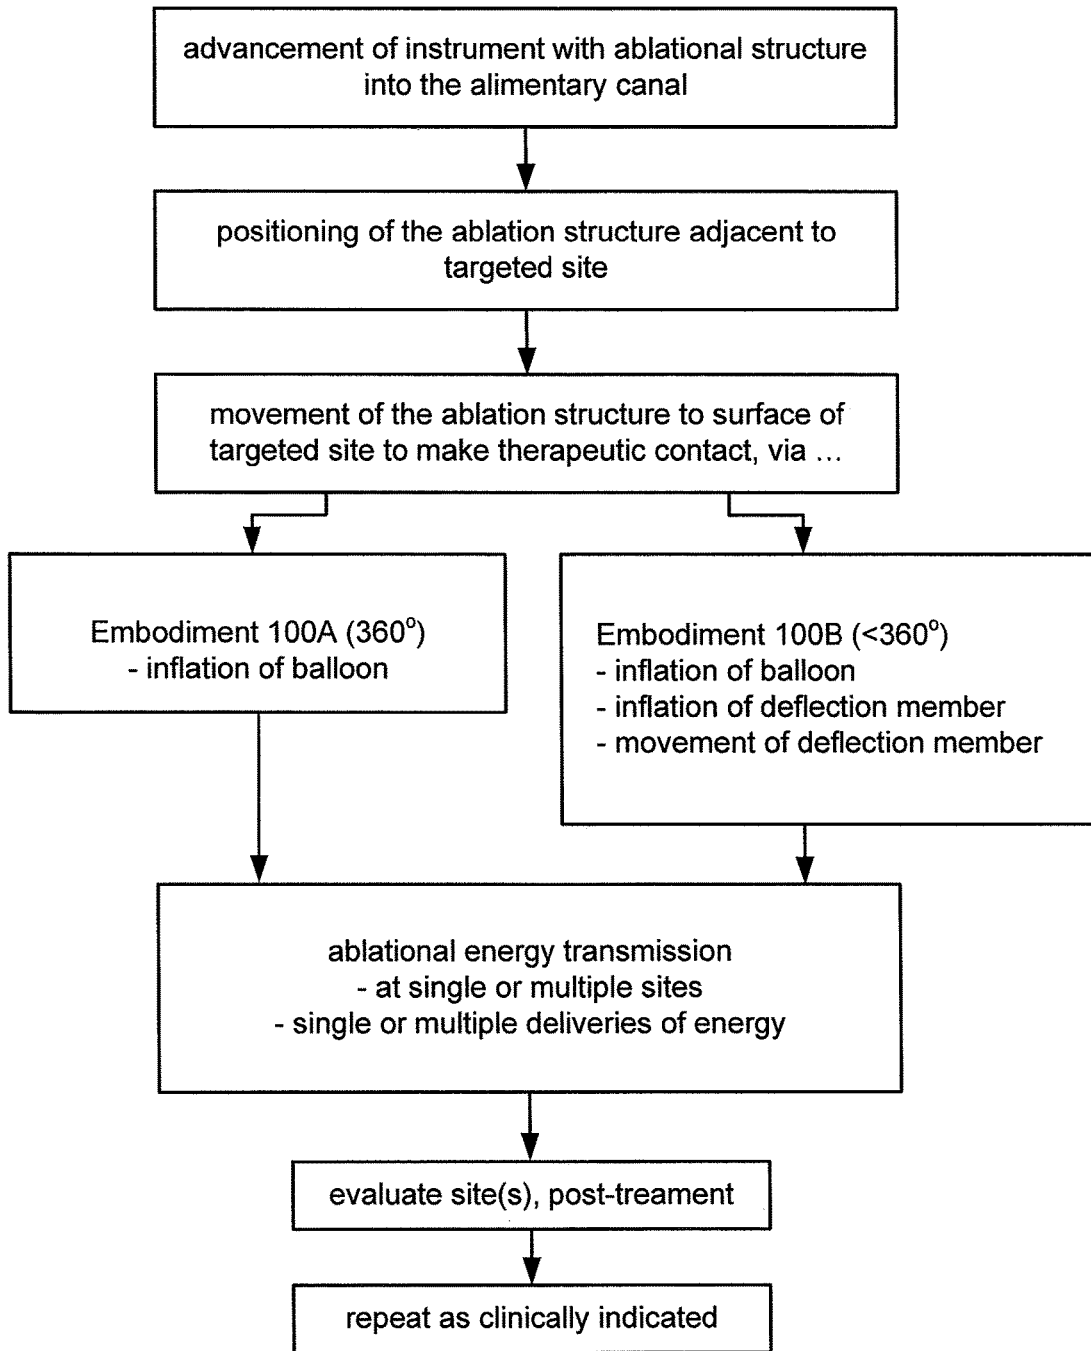 advancement of instrument with ablational structure
into the alimentary canal
positioning of the ablation structure adjacent to
targeted site
movement of the ablation structure to surface of
targeted site to make therapeutic contact, via ...
Embodiment 100A (360°)
- inflation of balloon
Embodiment 100B (<360°)
- inflation of balloon
- inflation of deflection member
- movement of deflection member
ablational energy transmission
- at single or multiple sites
- single or multiple deliveries of energy
evaluate site(s), post-treament
repeat as clinically indicated